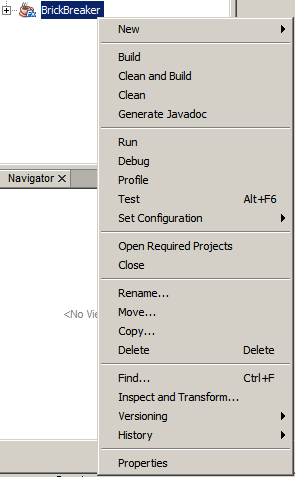 BrickBreaker
New
Build
Clean and Build
Clean
Generate Javadoc
Run
Debug
Profile
Test Alt+F6
Set Configuration
Open Required Projects
Close
Rename...
Move...
Copy...
Delete Delete
Find... Ctrl+F
Inspect and Transform...
Versioning
History
Properties
Navigator
<No